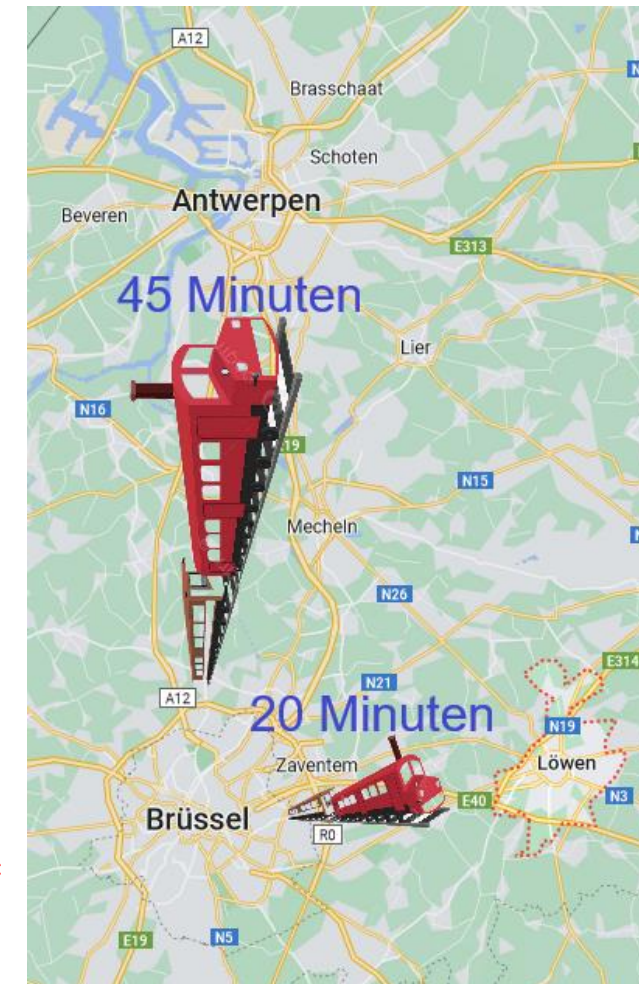 A12
Brasschaat
N
Schoten
Antwerpen
Beveren
E313
45 Minuten
Lier
N16
19
N15
Mecheln
N
N26
E314
N21
A12
20 Minuten
N19
Zaventem
Löwen
E40
N3
Brüssel
R0
E19
N5